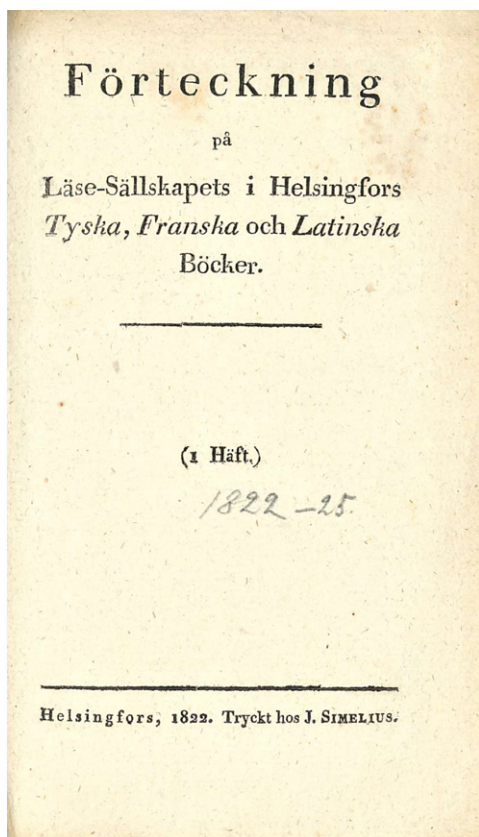 Förteckning
på
Läse-Sällskapets i Helsingfors
Tyska, Franska och Latinska
Böcker.
(1 Häft.)
1822-25.
Helsingfors, 1822. Tryckt hos J. SIMELIUS.